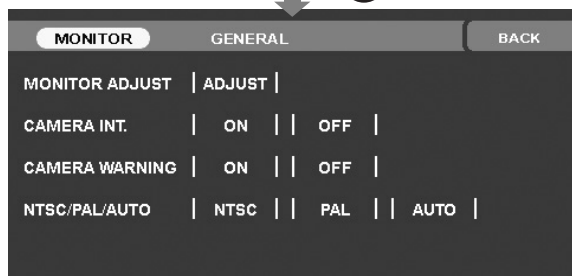 MONITOR GENERAL BACK
MONITOR ADJUST | ADJUST |
CAMERA INT. | ON | | OFF |
CAMERA WARNING | ON | | OFF |
NTSC/PAL/AUTO | NTSC | | PAL | | AUTO |